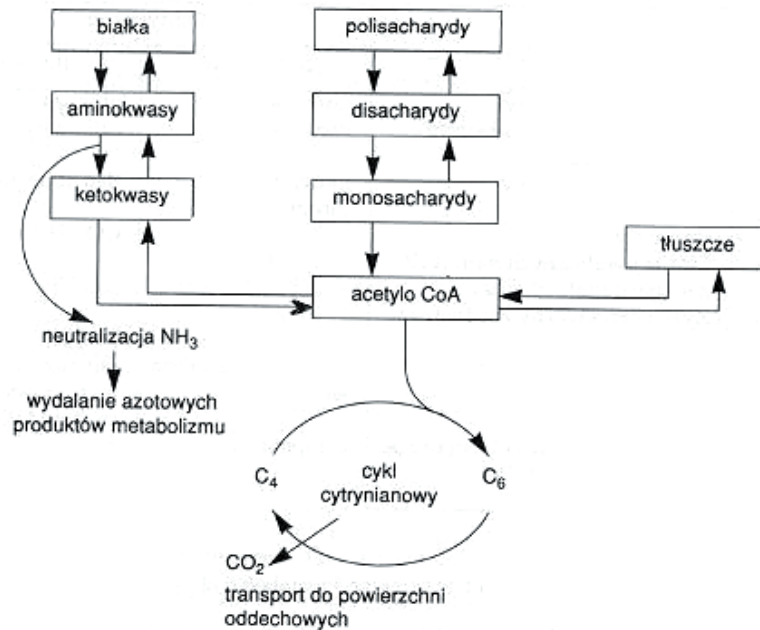 białka
polisacharydy
aminokwasy
disacharydy
ketokwasy
monosacharydy
tłuszcze
acetylo CoA
neutralizacja NH₃
wydalanie azotowych
produktów metabolizmu
C₄
cykl
cytrynianowy
C₆
CO₂
transport do powierzchni
oddechowych